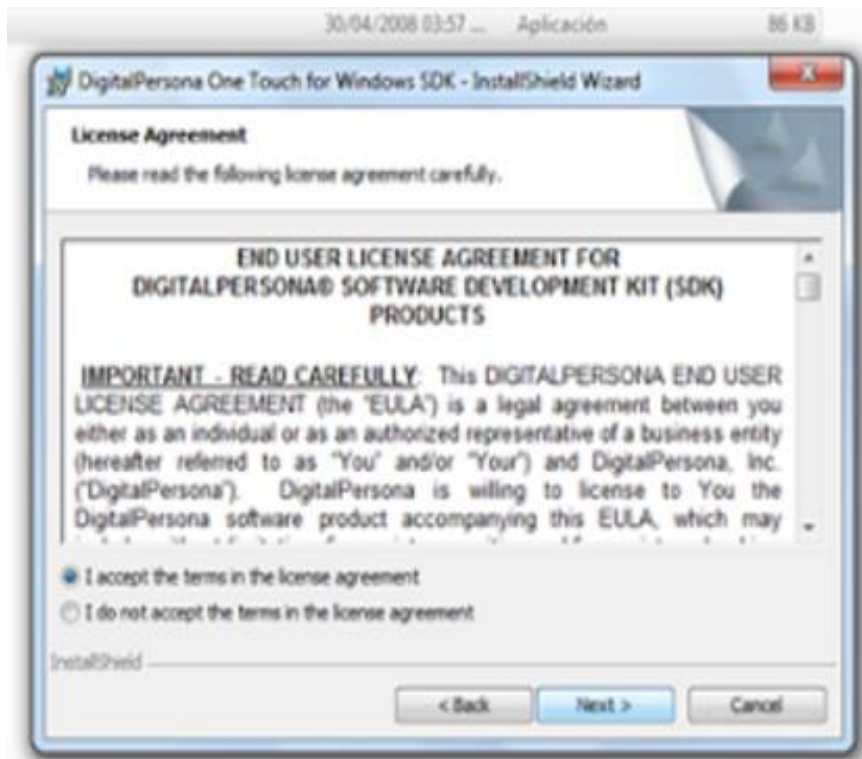 30/04/2008 03:57 ... Aplicación 86 KB
DigitalPersona One Touch for Windows SDK - InstallShield Wizard
License Agreement
Please read the following license agreement carefully.
END USER LICENSE AGREEMENT FOR
DIGITALPERSONA® SOFTWARE DEVELOPMENT KIT (SDK)
PRODUCTS
IMPORTANT - READ CAREFULLY: This DIGITALPERSONA END USER
LICENSE AGREEMENT (the "EULA") is a legal agreement between you
either as an individual or as an authorized representative of a business entity
(hereafter referred to as "You" and/or "Your") and DigitalPersona, Inc.
("DigitalPersona"). DigitalPersona is willing to license to You the
DigitalPersona software product accompanying this EULA, which may
I accept the terms in the license agreement
I do not accept the terms in the license agreement
InstallShield
< Back Next > Cancel